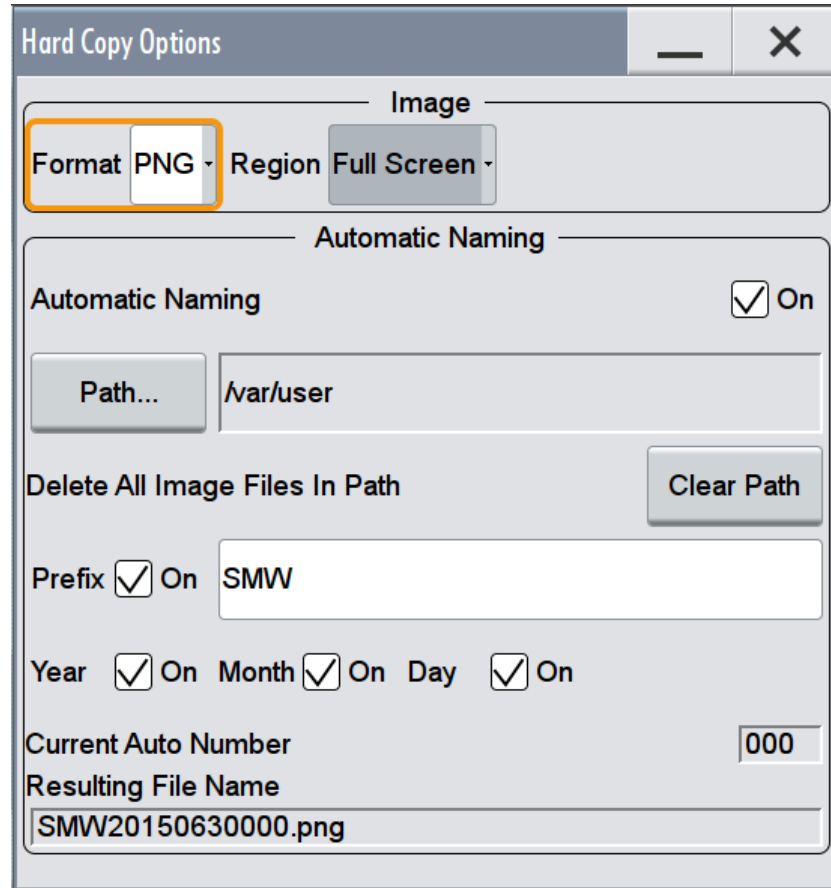 Hard Copy Options
Image
Format PNG Region Full Screen
Automatic Naming
Automatic Naming On
Path... /var/user
Delete All Image Files In Path Clear Path
Prefix On SMW
Year On Month On Day On
Current Auto Number 000
Resulting File Name
SMW20150630000.png